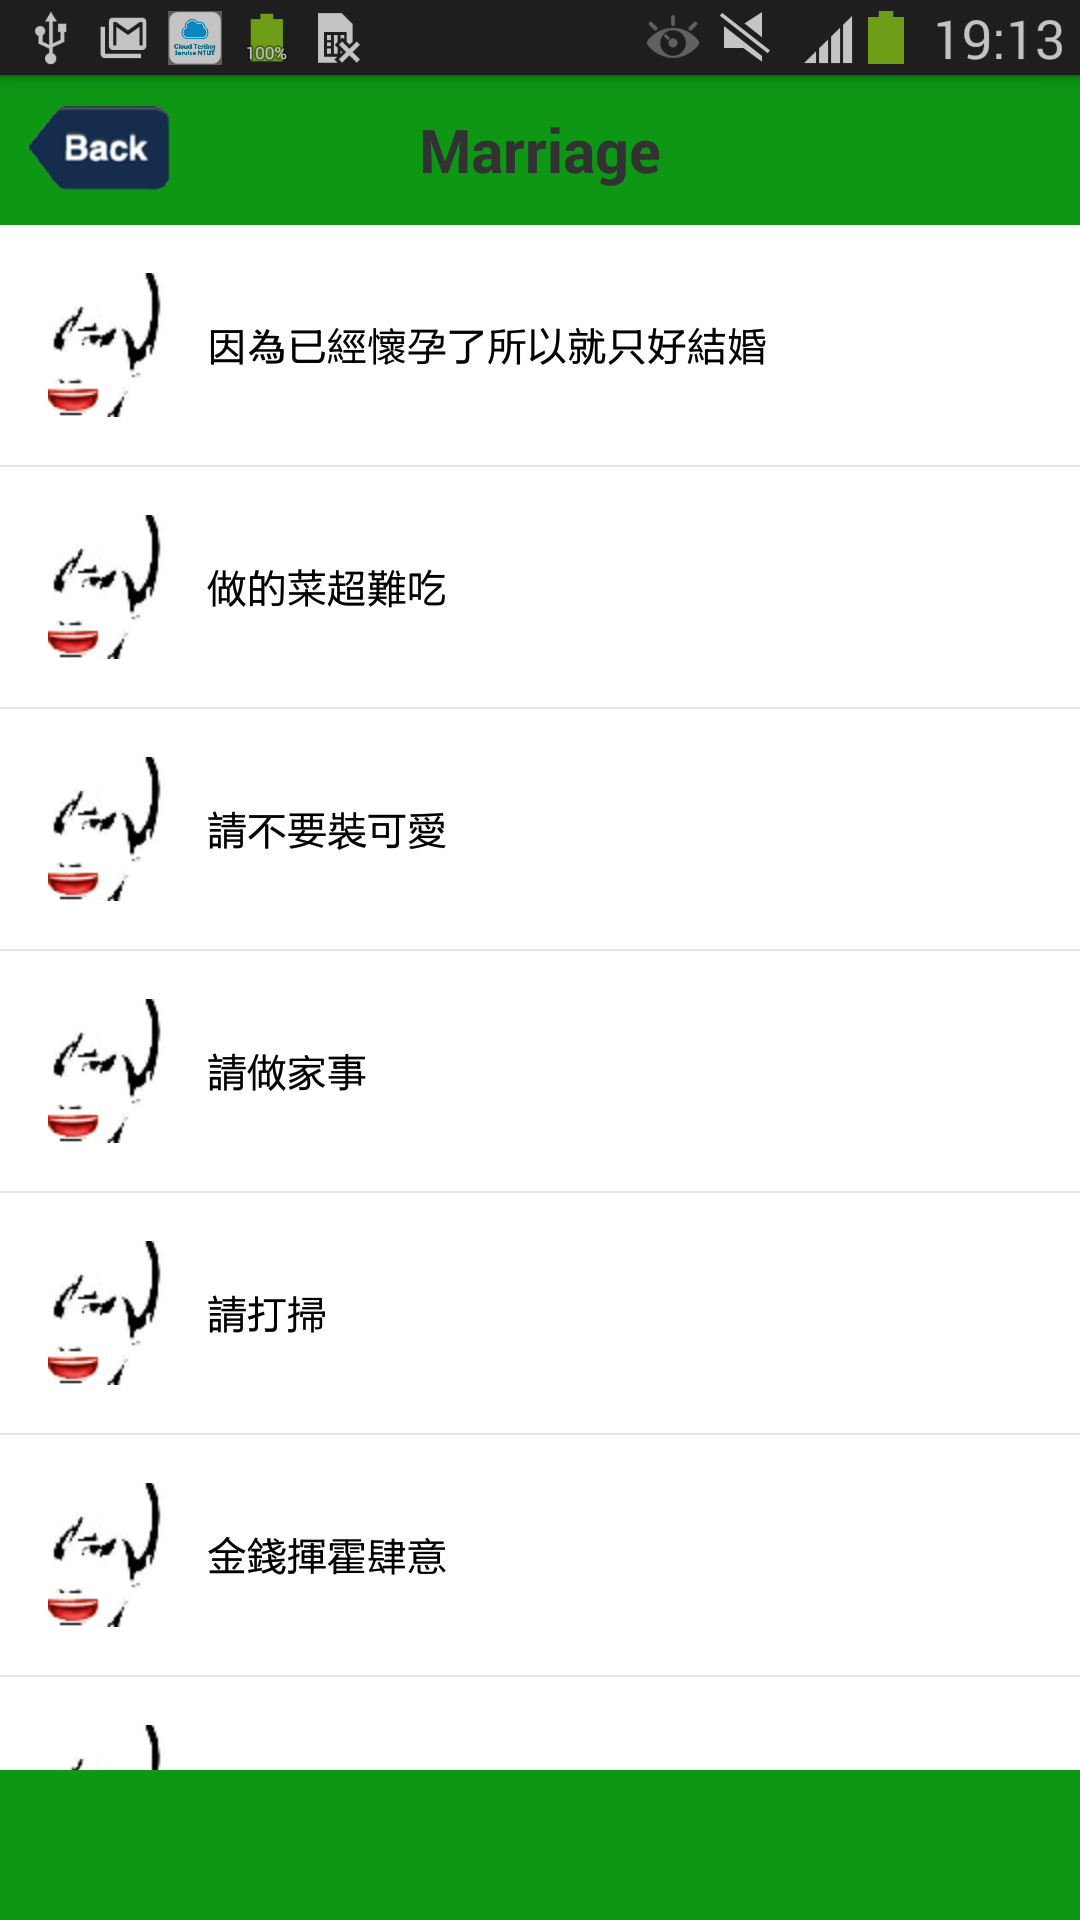 100%
19:13
Back
Marriage
因為已經懷孕了所以就只好結婚
做的菜超難吃
請不要裝可愛
請做家事
請打掃
金錢揮霍肆意